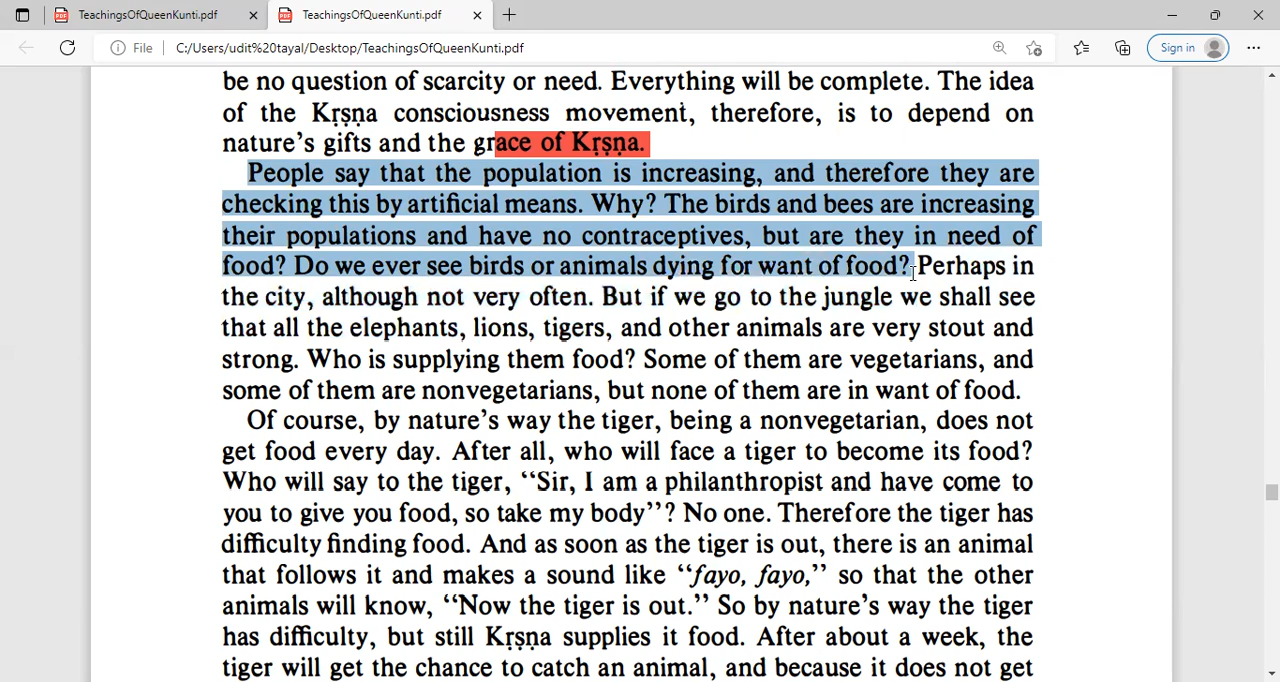 TeachingsOfQueenKunti.pdf
TeachingsOfQueenKunti.pdf
File
C:/Users/udit%20tayal/Desktop/TeachingsOfQueenKunti.pdf
Sign in
be no question of scarcity or need. Everything will be complete. The idea
of the Kṛṣṇa consciousness movement, therefore, is to depend on
nature's gifts and the grace of Kṛṣṇa.
People say that the population is increasing, and therefore they are
checking this by artificial means. Why? The birds and bees are increasing
their populations and have no contraceptives, but are they in need of
food? Do we ever see birds or animals dying for want of food? Perhaps in
the city, although not very often. But if we go to the jungle we shall see
that all the elephants, lions, tigers, and other animals are very stout and
strong. Who is supplying them food? Some of them are vegetarians, and
some of them are nonvegetarians, but none of them are in want of food.
Of course, by nature's way the tiger, being a nonvegetarian, does not
get food every day. After all, who will face a tiger to become its food?
Who will say to the tiger, ‘‘Sir, I am a philanthropist and have come to
you to give you food, so take my body’’? No one. Therefore the tiger has
difficulty finding food. And as soon as the tiger is out, there is an animal
that follows it and makes a sound like ‘‘fayo, fayo,’’ so that the other
animals will know, ‘‘Now the tiger is out.’’ So by nature's way the tiger
has difficulty, but still Kṛṣṇa supplies it food. After about a week, the
tiger will get the chance to catch an animal, and because it does not get